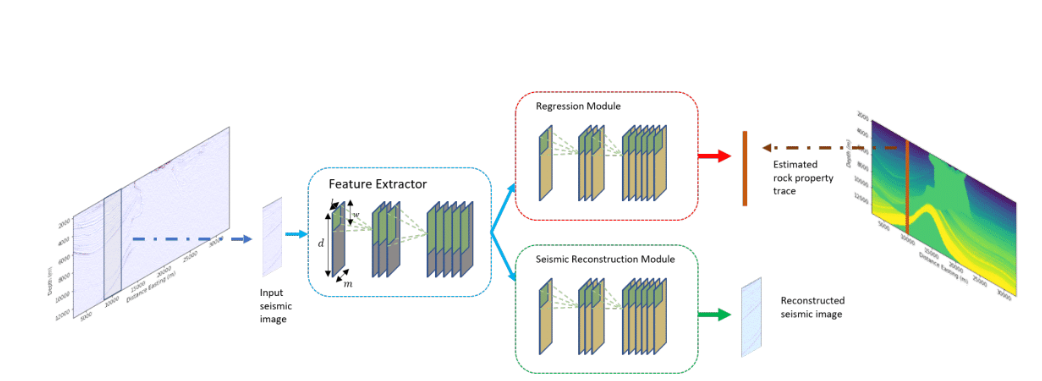 Regression Module
Feature Extractor
w
d
m
Input
seismic
image
Estimated
rock property
trace
Seismic Reconstruction Module
Reconstructed
seismic image
2000
4000
6000
8000
10000
12000
5000
10000
15000
20000
25000
Distance Easting (m)
2000
4000
6000
8000
10000
12000
Depth (m)
5000
10000
15000
20000
25000
30000
Distance Easting (m)